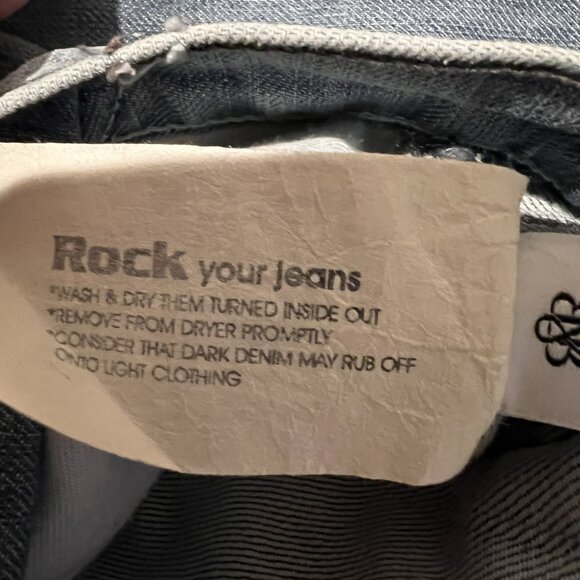 Rock your jeans
*WASH & DRY THEM TURNED INSIDE OUT
*REMOVE FROM DRYER PROMPTLY
*CONSIDER THAT DARK DENIM MAY RUB OFF
ONTO LIGHT CLOTHING